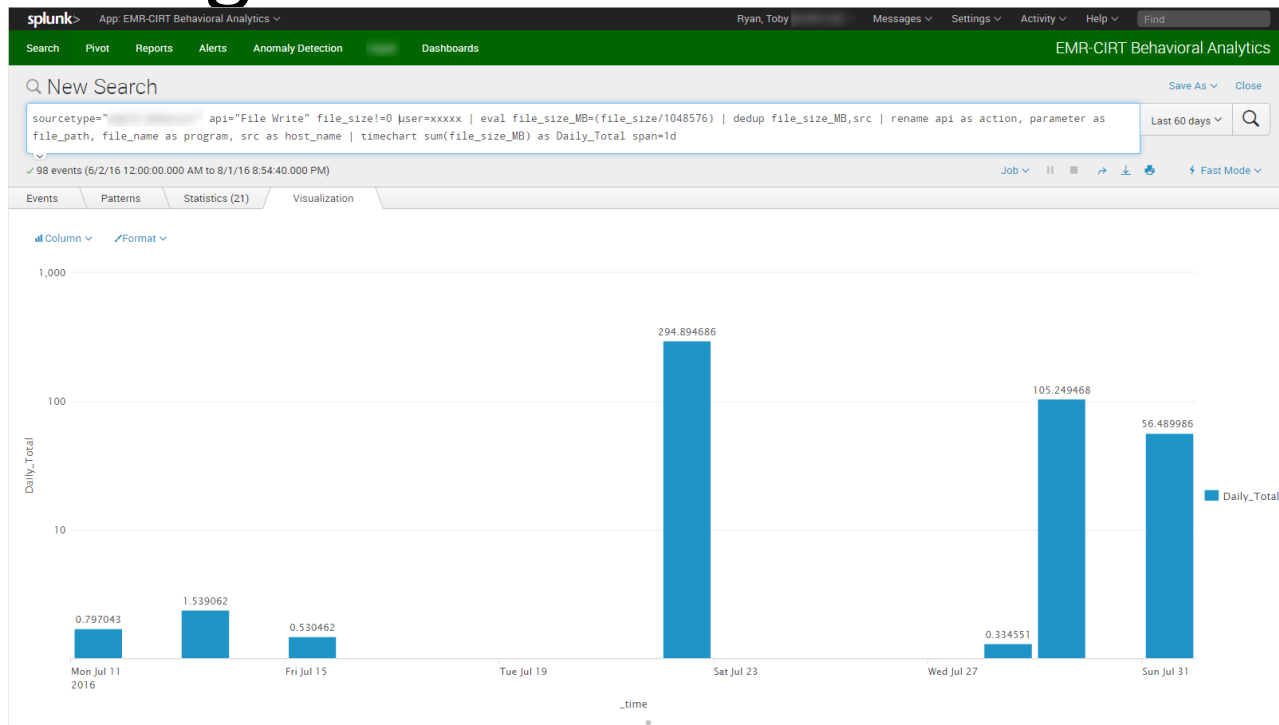 splunk> App: EMR-CIRT Behavioral Analytics Ryan, Toby Messages Settings Activity Help Find
Search Pivot Reports Alerts Anomaly Detection Dashboards EMR-CIRT Behavioral Analytics
New Search Save As Close
sourcetype=" " api="File Write" file_size!=0 user=xxxxx | eval file_size_MB=(file_size/1048576) | dedup file_size_MB,src | rename api as action, parameter as
file_path, file_name as program, src as host_name | timechart sum(file_size_MB) as Daily_Total span=1d
Last 60 days
98 events (6/2/16 12:00:00.000 AM to 8/1/16 8:54:40.000 PM) Job Fast Mode
Events Patterns Statistics (21) Visualization
Column Format
1,000
294.894686
105.249468
100
56.489986
Daily_Total
Daily_Total
10
1.539062
0.797043
0.530462
0.334551
Mon Jul 11 Fri Jul 15 Tue Jul 19 Sat Jul 23 Wed Jul 27 Sun Jul 31
2016
_time